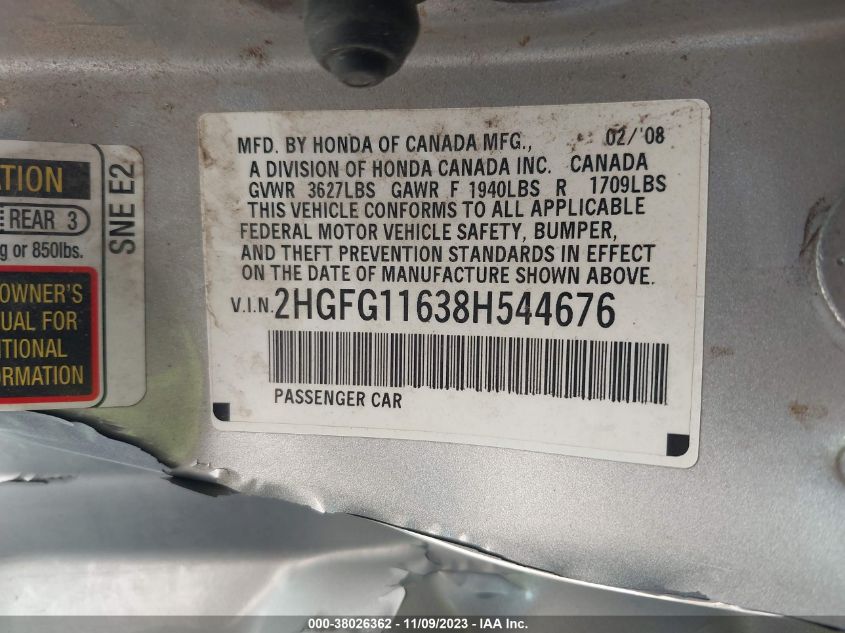 ATION
REAR 3
g or 850lbs.
OWNER'S
UAL FOR
ITIONAL
ORMATION
SNE E2
MFD. BY HONDA OF CANADA MFG., 02/'08
A DIVISION OF HONDA CANADA INC. CANADA
GVWR 3627LBS GAWR F 1940LBS R 1709LBS
THIS VEHICLE CONFORMS TO ALL APPLICABLE
FEDERAL MOTOR VEHICLE SAFETY, BUMPER,
AND THEFT PREVENTION STANDARDS IN EFFECT
ON THE DATE OF MANUFACTURE SHOWN ABOVE.
V.I.N. 2HGFG11638H544676
PASSENGER CAR
000-38026362 - 11/09/2023 - IAA Inc.